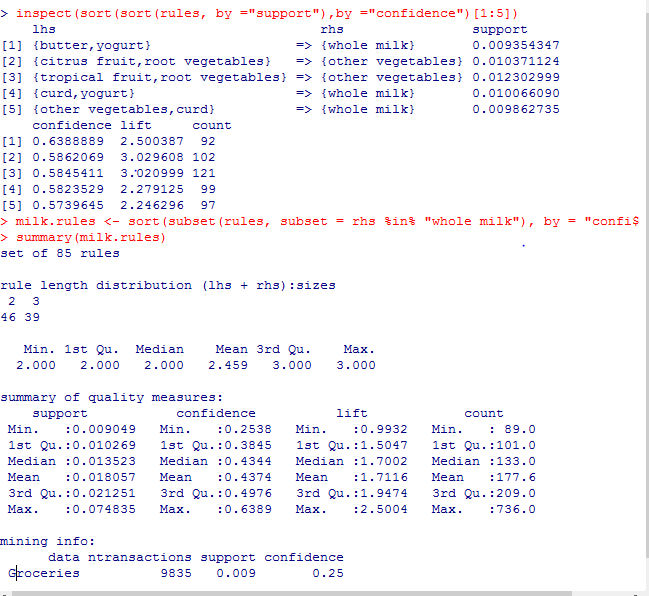 > inspect(sort(sort(rules, by ="support"),by ="confidence")[1:5])
    lhs                                   rhs                support
[1] {butter,yogurt}                    => {whole milk}       0.009354347
[2] {citrus fruit,root vegetables}     => {other vegetables} 0.010371124
[3] {tropical fruit,root vegetables}   => {other vegetables} 0.012302999
[4] {curd,yogurt}                      => {whole milk}       0.010066090
[5] {other vegetables,curd}            => {whole milk}       0.009862735
    confidence lift     count
[1] 0.6388889  2.500387  92
[2] 0.5862069  3.029608 102
[3] 0.5845411  3.020999 121
[4] 0.5823529  2.279125  99
[5] 0.5739645  2.246296  97
> milk.rules <- sort(subset(rules, subset = rhs %in% "whole milk"), by = "confi$
> summary(milk.rules)
set of 85 rules
rule length distribution (lhs + rhs):sizes
 2  3
46 39
   Min. 1st Qu.  Median    Mean 3rd Qu.    Max.
  2.000   2.000   2.000   2.459   3.000   3.000
summary of quality measures:
    support           confidence          lift            count
Min.   :0.009049   Min.   :0.2538   Min.   :0.9932   Min.   : 89.0
1st Qu.:0.010269   1st Qu.:0.3845   1st Qu.:1.5047   1st Qu.:101.0
Median :0.013523   Median :0.4344   Median :1.7002   Median :133.0
Mean   :0.018057   Mean   :0.4374   Mean   :1.7116   Mean   :177.6
3rd Qu.:0.021251   3rd Qu.:0.4976   3rd Qu.:1.9474   3rd Qu.:209.0
Max.   :0.074835   Max.   :0.6389   Max.   :2.5004   Max.   :736.0
mining info:
      data ntransactions support confidence
 Groceries          9835   0.009       0.25